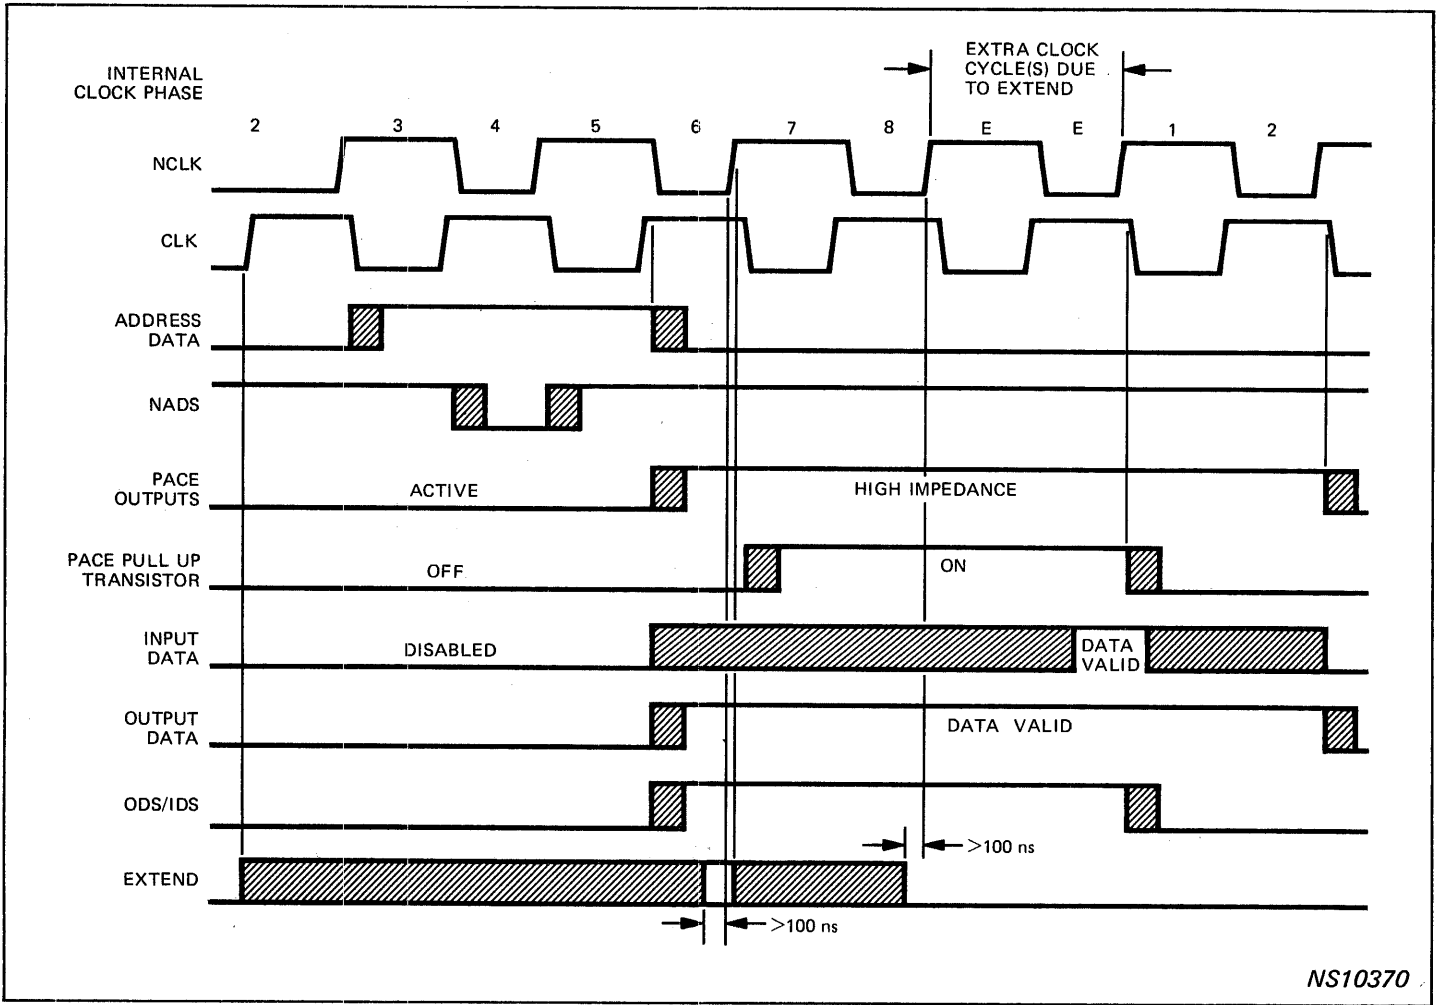 EXTRA CLOCK
CYCLE(S) DUE
TO EXTEND
INTERNAL
CLOCK PHASE
2 3 4 5 6 7 8 E E 1 2
NCLK
CLK
ADDRESS
DATA
NADS
PACE
OUTPUTS
ACTIVE
HIGH IMPEDANCE
PACE PULL UP
TRANSISTOR
OFF
ON
INPUT
DATA
DISABLED
DATA
VALID
OUTPUT
DATA
DATA VALID
ODS/IDS
>100 ns
EXTEND
>100 ns
NS10370